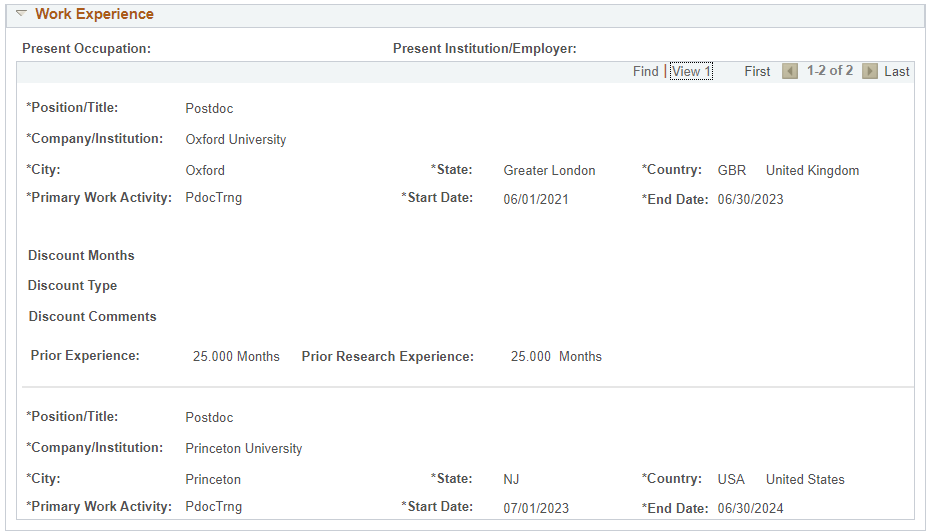 Work Experience
Present Occupation: Present Institution/Employer:
Find | View 1 First 1-2 of 2 Last
*Position/Title: Postdoc
*Company/Institution: Oxford University
*City: Oxford *State: Greater London *Country: GBR United Kingdom
*Primary Work Activity: PdocTrng *Start Date: 06/01/2021 *End Date: 06/30/2023
Discount Months
Discount Type
Discount Comments
Prior Experience: 25.000 Months Prior Research Experience: 25.000 Months
*Position/Title: Postdoc
*Company/Institution: Princeton University
*City: Princeton *State: NJ *Country: USA United States
*Primary Work Activity: PdocTrng *Start Date: 07/01/2023 *End Date: 06/30/2024